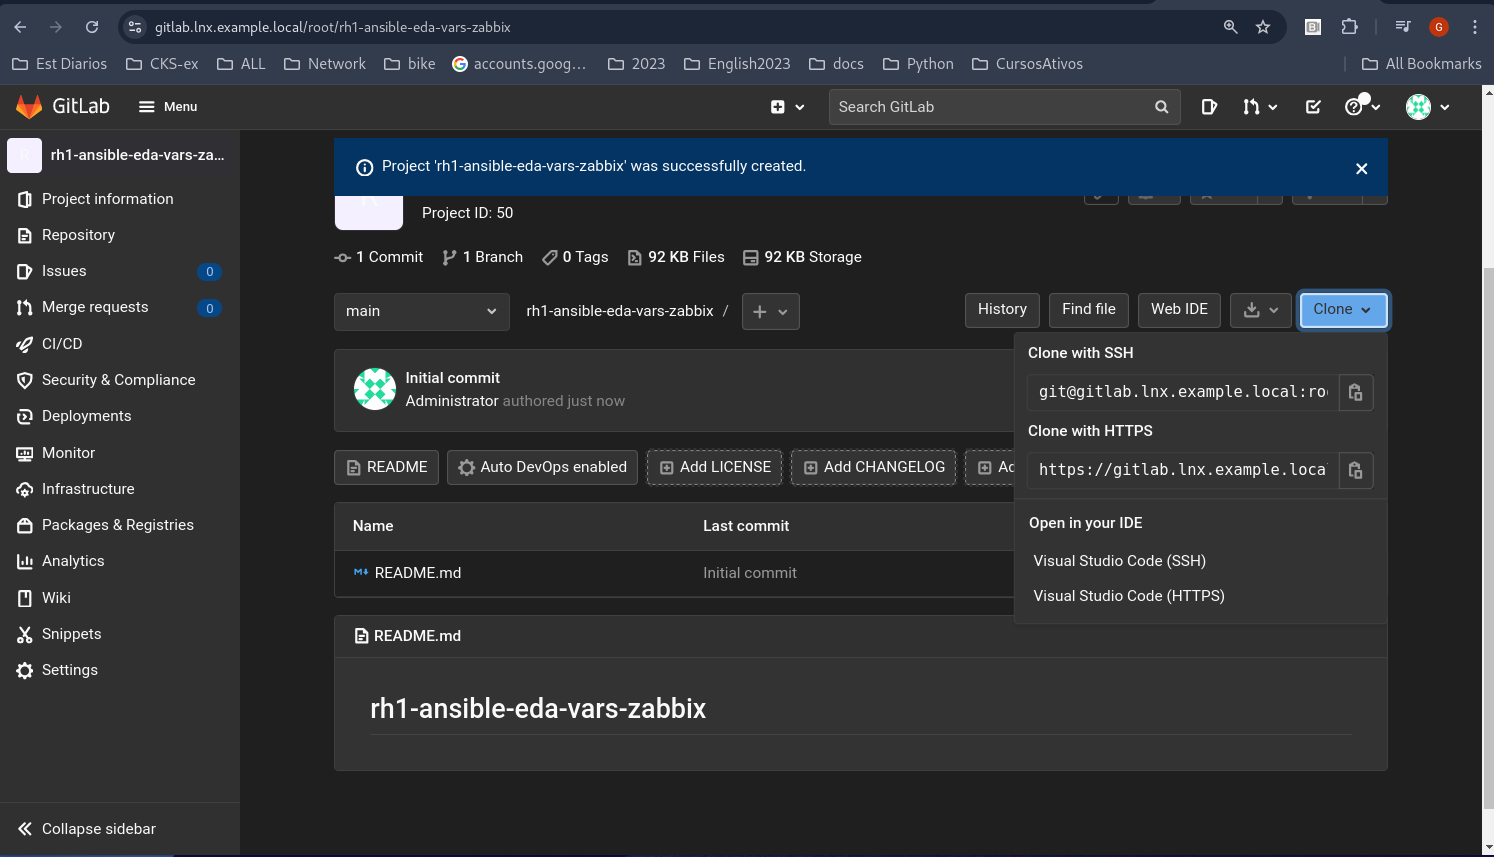 gitlab.lnx.example.local/root/rh1-ansible-eda-vars-zabbix
G
Est Diarios
CKS-ex
ALL
Network
bike
accounts.goog...
2023
English2023
docs
Python
CursosAtivos
All Bookmarks
GitLab
Menu
Search GitLab
R
rh1-ansible-eda-vars-za...
Project information
Repository
Issues 0
Merge requests 0
CI/CD
Security & Compliance
Deployments
Monitor
Infrastructure
Packages & Registries
Analytics
Wiki
Snippets
Settings
Collapse sidebar
Project 'rh1-ansible-eda-vars-zabbix' was successfully created.
Project ID: 50
1 Commit
1 Branch
0 Tags
92 KB Files
92 KB Storage
main
rh1-ansible-eda-vars-zabbix /
History
Find file
Web IDE
Clone
Initial commit
Administrator authored just now
README
Auto DevOps enabled
Add LICENSE
Add CHANGELOG
Clone with SSH
git@gitlab.lnx.example.local:ro
Clone with HTTPS
https://gitlab.lnx.example.loca
Open in your IDE
Visual Studio Code (SSH)
Visual Studio Code (HTTPS)
Name
Last commit
README.md
Initial commit
README.md
rh1-ansible-eda-vars-zabbix